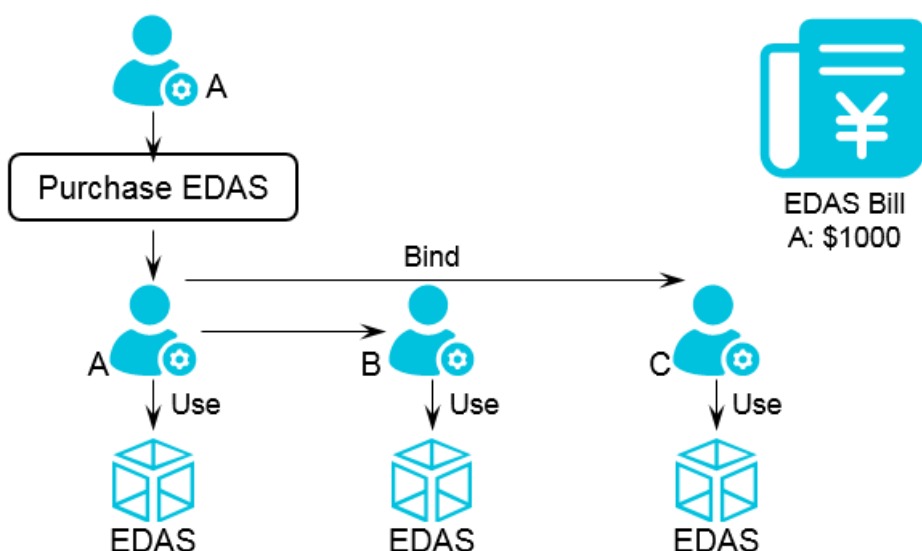 A
Purchase EDAS
¥
EDAS Bill
A: $1000
Bind
A
B
C
Use
Use
Use
EDAS
EDAS
EDAS